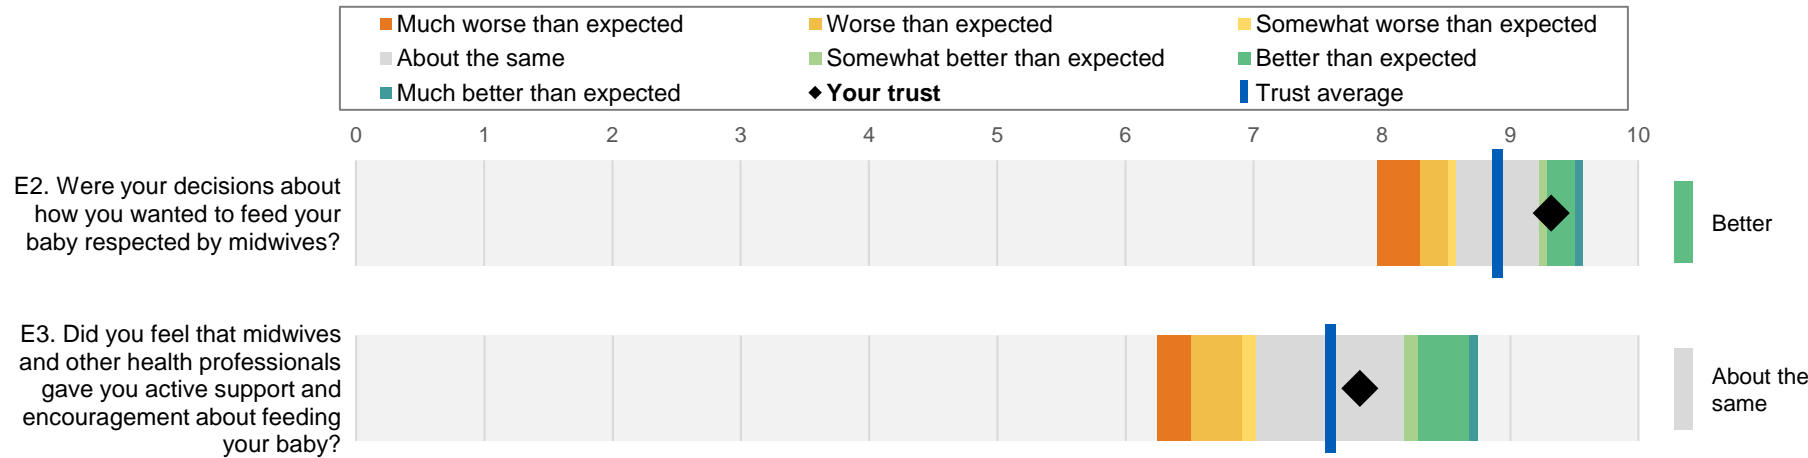 Much worse than expected
Worse than expected
Somewhat worse than expected
About the same
Somewhat better than expected
Better than expected
Much better than expected
Your trust
Trust average
0 1 2 3 4 5 6 7 8 9 10
E2. Were your decisions about
how you wanted to feed your
baby respected by midwives?
Better
E3. Did you feel that midwives
and other health professionals
gave you active support and
encouragement about feeding
your baby?
About the
same